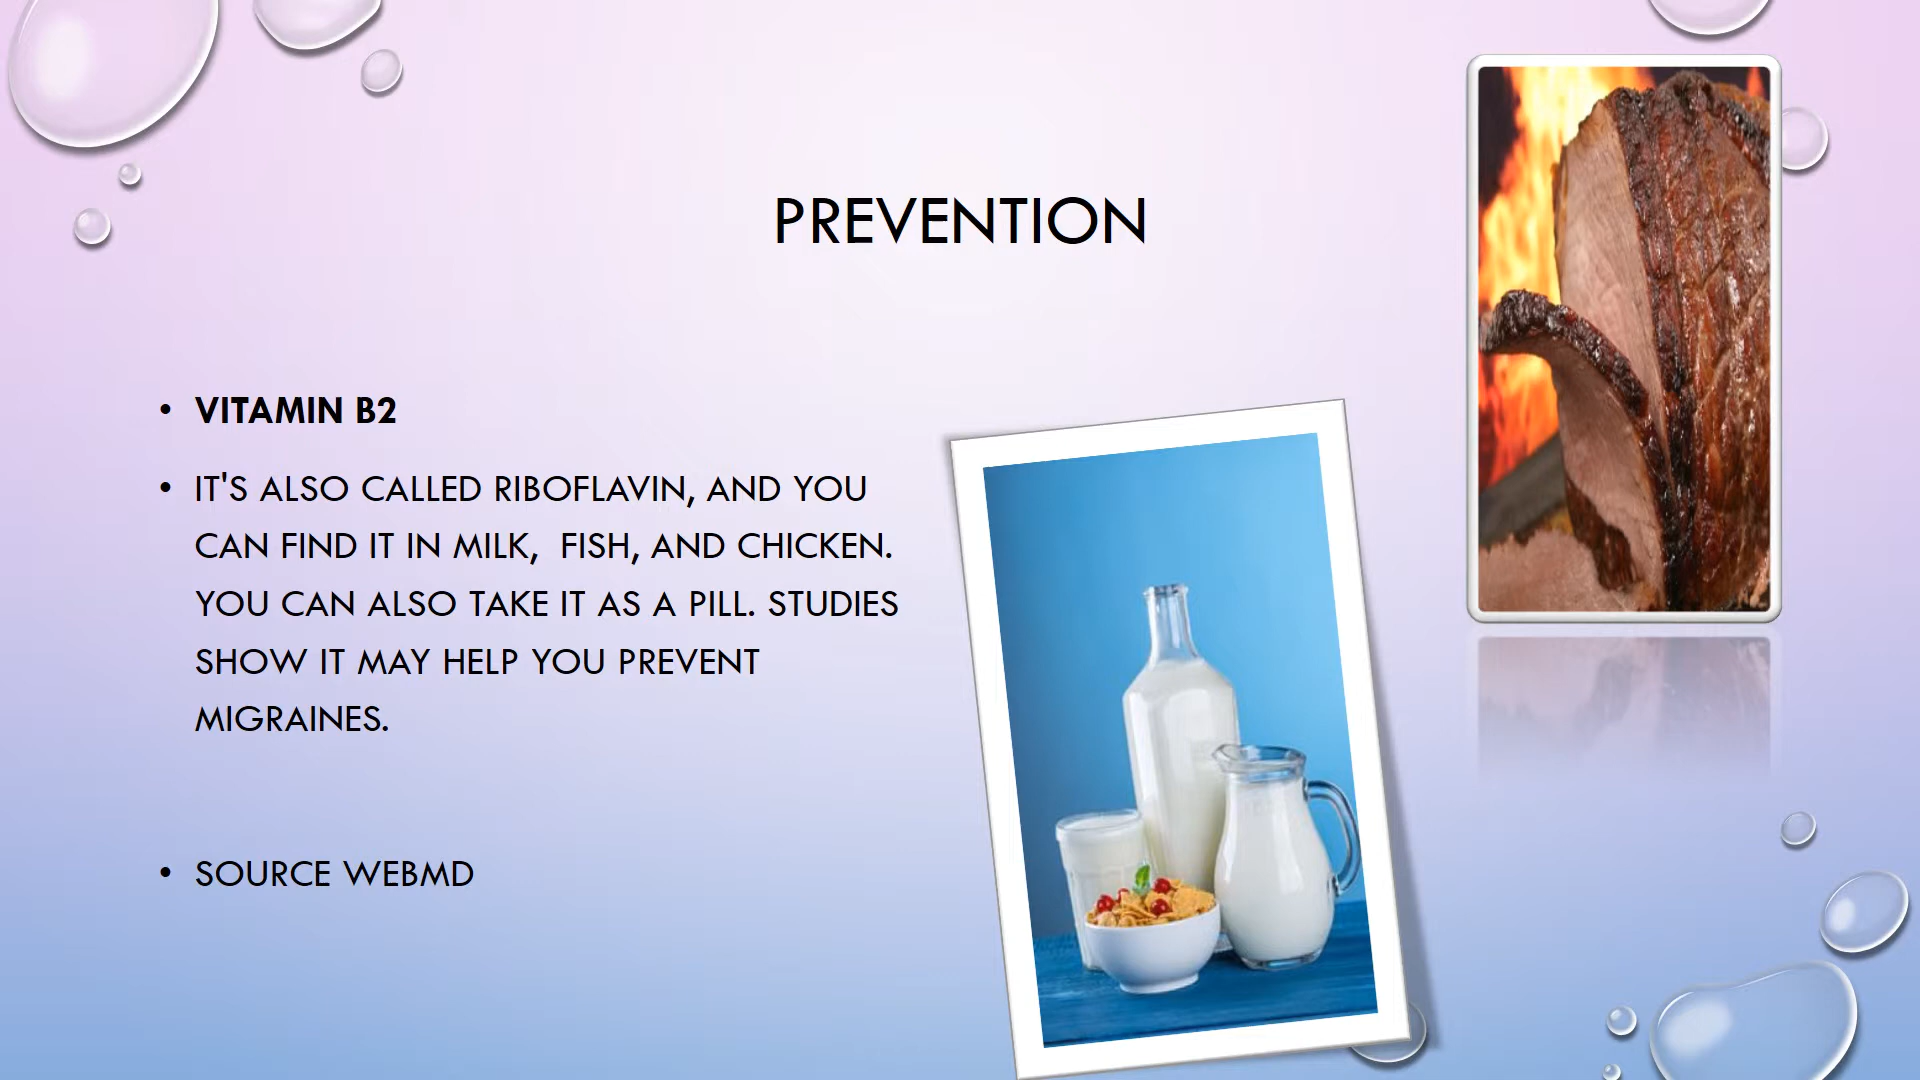 PREVENTION
• VITAMIN B2
• IT'S ALSO CALLED RIBOFLAVIN, AND YOU
CAN FIND IT IN MILK,  FISH, AND CHICKEN.
YOU CAN ALSO TAKE IT AS A PILL. STUDIES
SHOW IT MAY HELP YOU PREVENT
MIGRAINES.
• SOURCE WEBMD